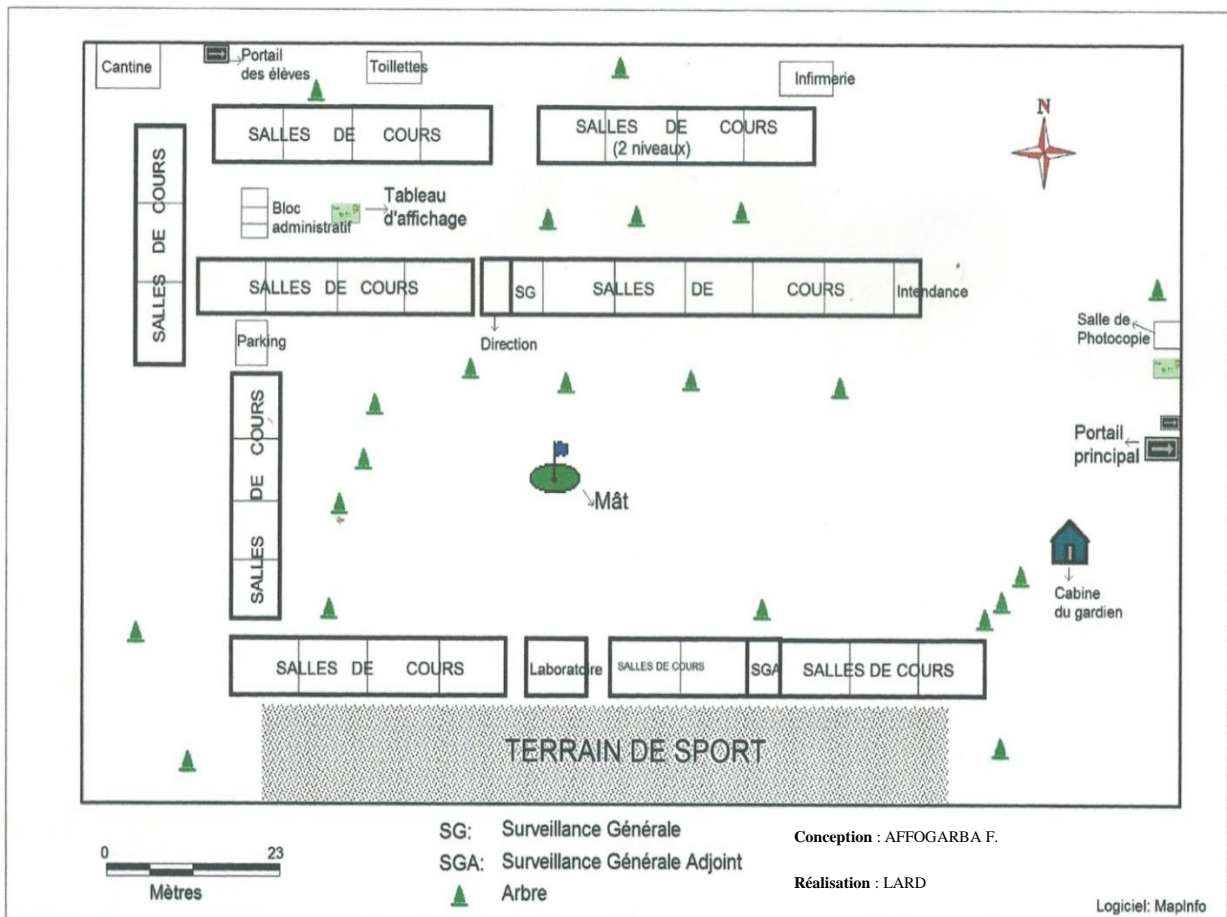 Cantine
Portail
des élèves
Toillettes
Infirmerie
SALLES DE COURS
SALLES DE COURS
(2 niveaux)
N
SALLES DE COURS
Bloc
administratif
Tableau
d'affichage
SALLES DE COURS
SG
SALLES DE COURS
Intendance
Parking
Direction
Salle de
Photocopie
SALLES DE COURS
Portail
principal
Mât
Cabine
du gardien
SALLES DE COURS
Laboratoire
SALLES DE COURS
SGA
SALLES DE COURS
TERRAIN DE SPORT
SG: Surveillance Générale
SGA: Surveillance Générale Adjoint
Arbre
0 23
Mètres
Conception : AFFOGARBA F.
Réalisation : LARD
Logiciel: MapInfo